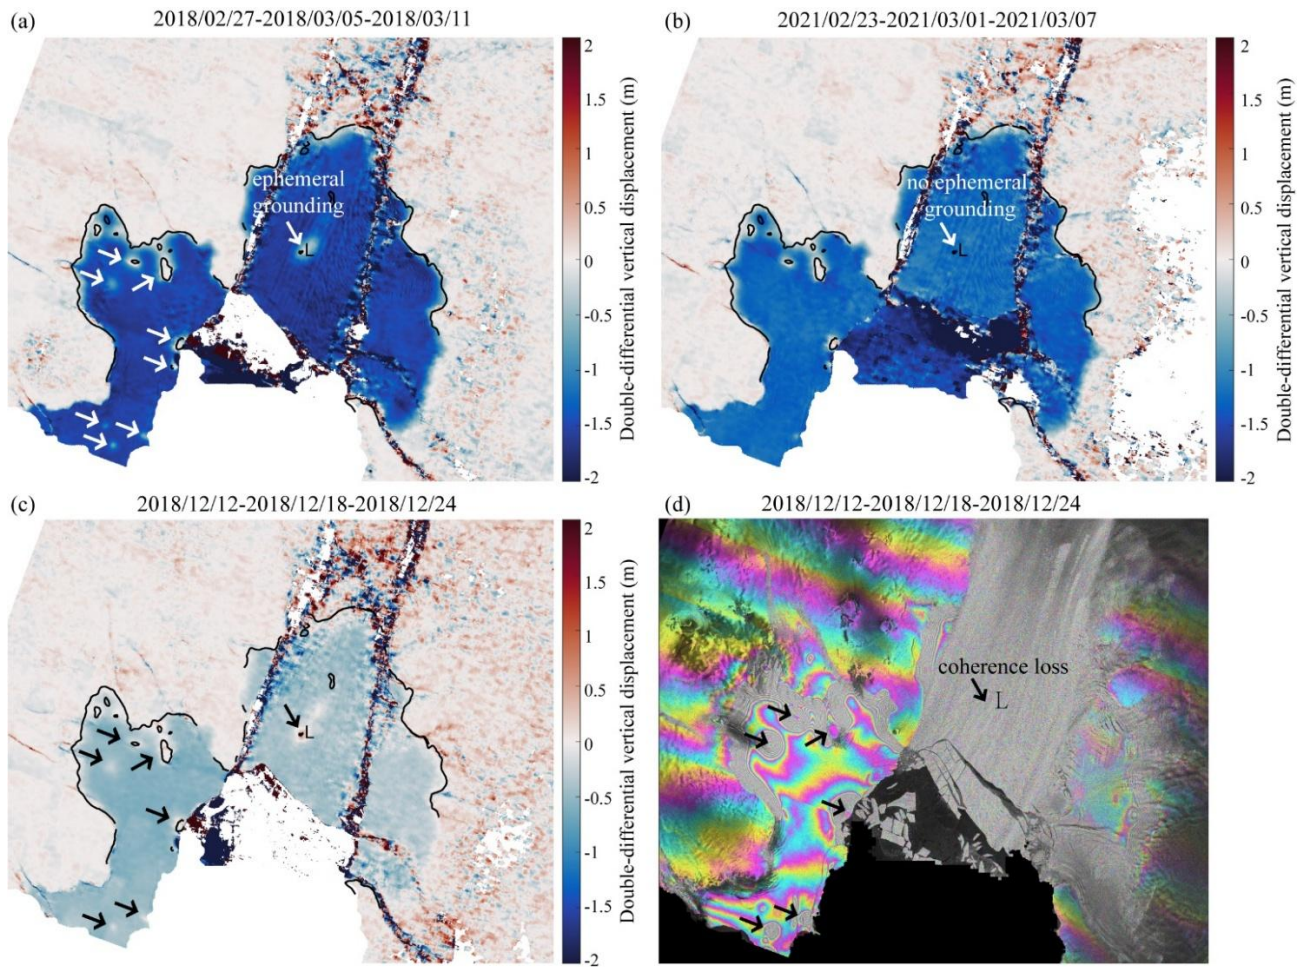 (a) 2018/02/27-2018/03/05-2018/03/11
2
1.5
1
0.5
0
-0.5
-1
-1.5
-2
Double-differential vertical displacement (m)
ephemeral
grounding
L
(b) 2021/02/23-2021/03/01-2021/03/07
2
1.5
1
0.5
0
-0.5
-1
-1.5
-2
Double-differential vertical displacement (m)
no ephemeral
grounding
L
(c) 2018/12/12-2018/12/18-2018/12/24
2
1.5
1
0.5
0
-0.5
-1
-1.5
-2
Double-differential vertical displacement (m)
L
(d) 2018/12/12-2018/12/18-2018/12/24
coherence loss
L